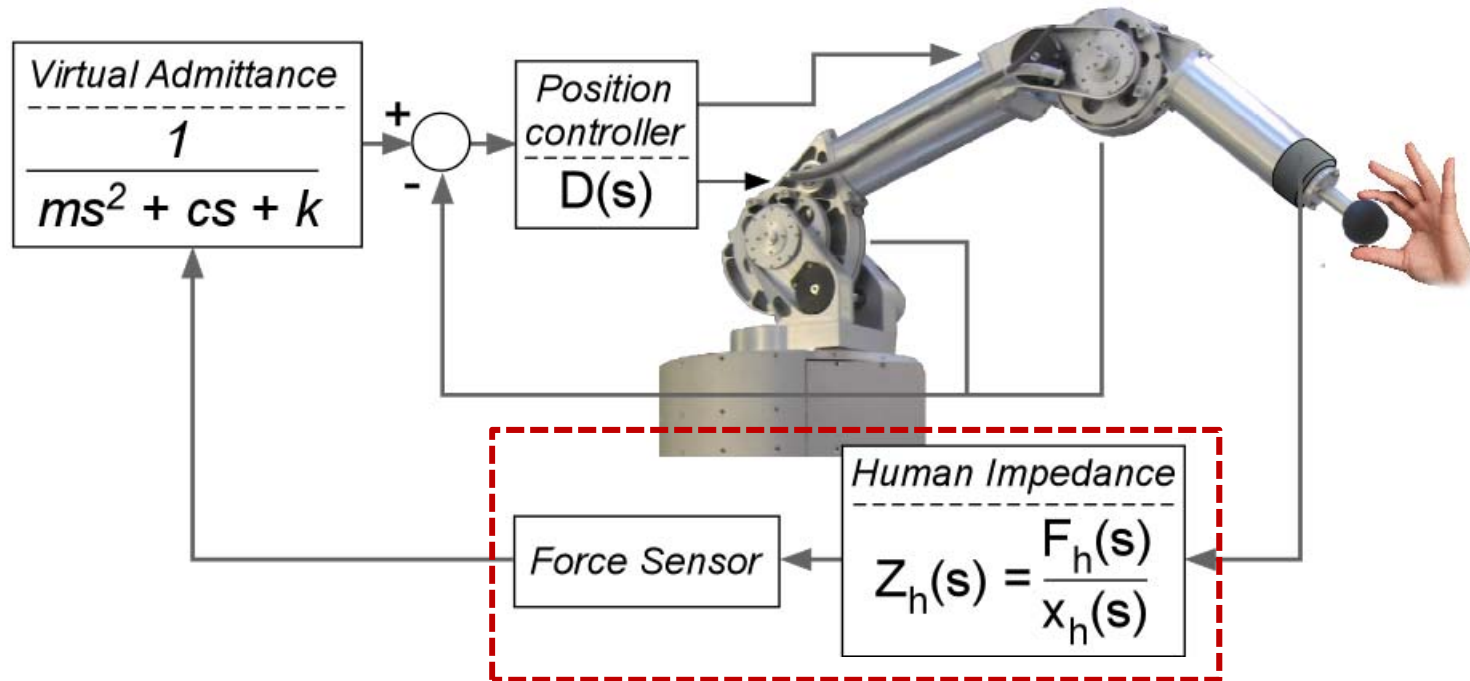 Virtual Admittance
1
ms² + cs + k
+
-
Position
controller
D(s)
Force Sensor
Human Impedance
Z_h(s) = F_h(s)
x_h(s)